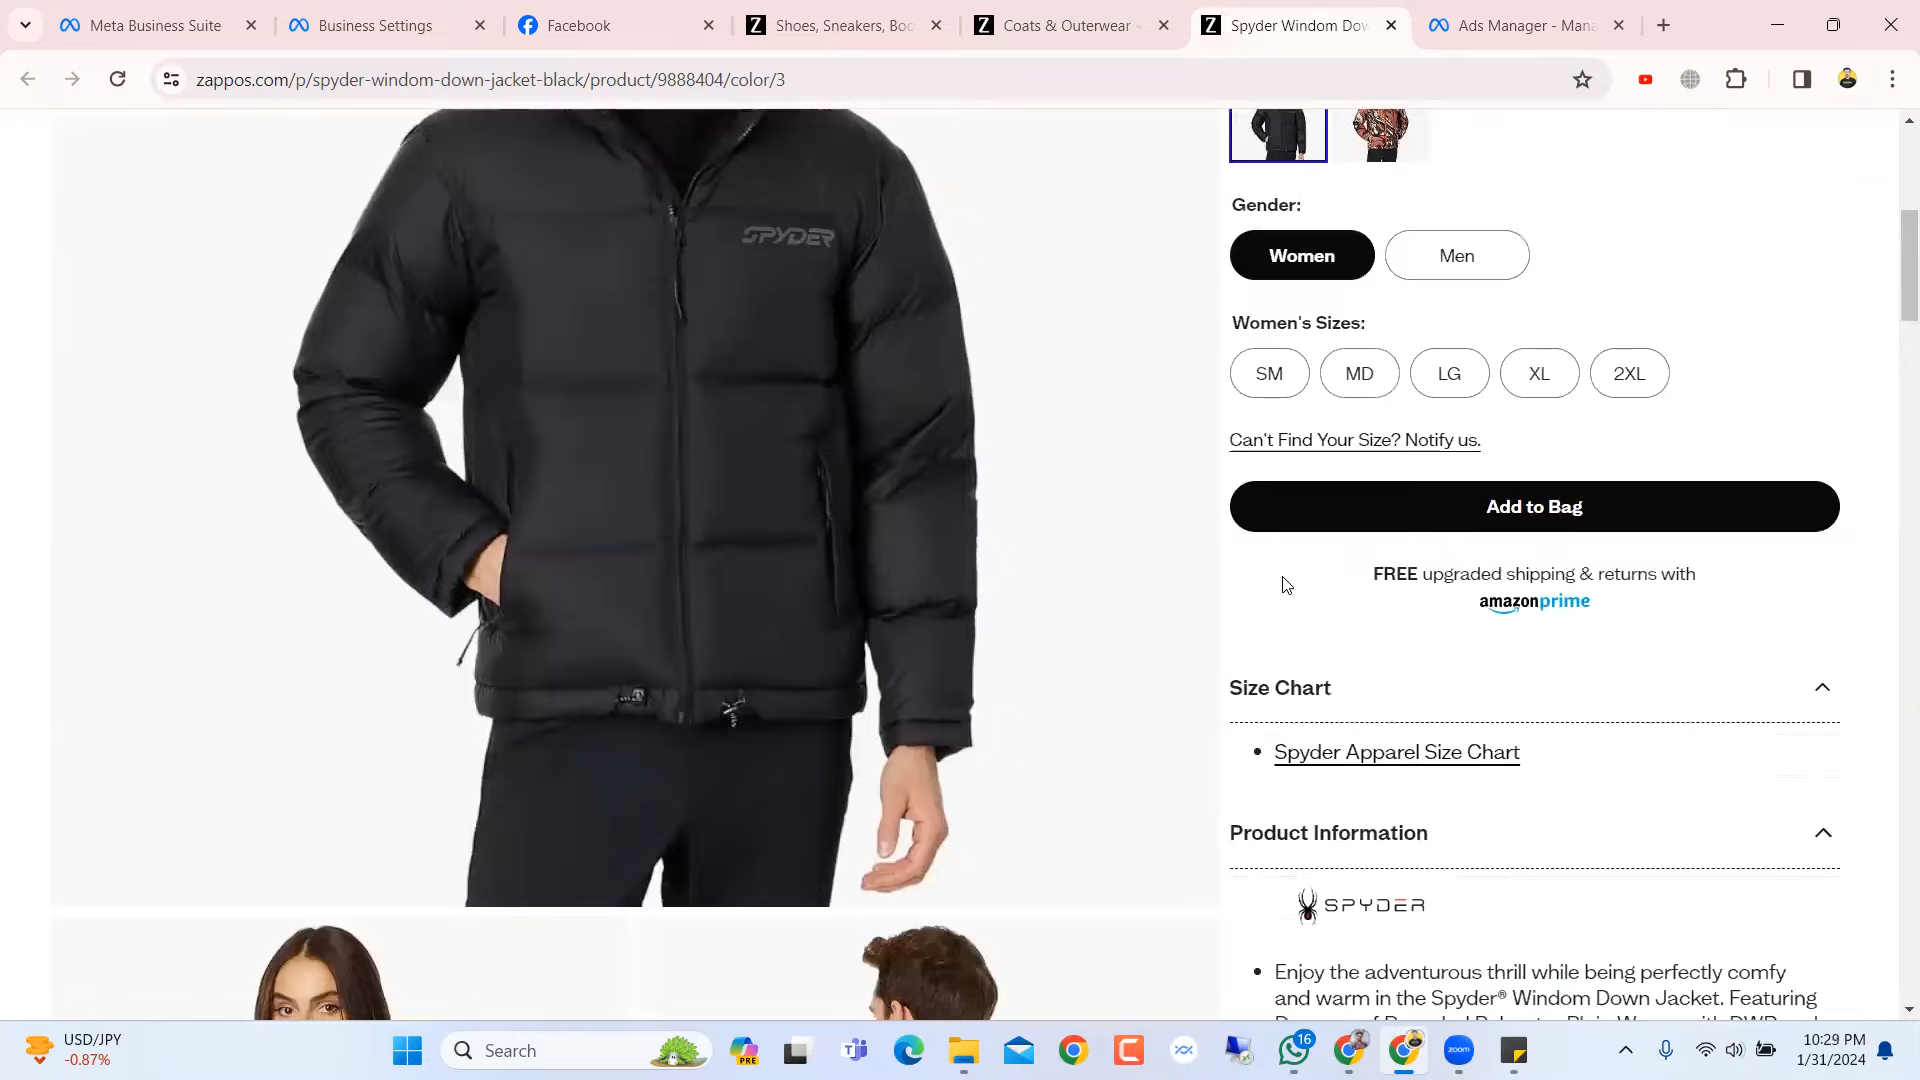 Meta Business Suite
Business Settings
Facebook
Z Shoes, Sneakers, Boo
Z Coats & Outerwear -
Z Spyder Windom Dow
Ads Manager - Mana
zappos.com/p/spyder-windom-down-jacket-black/product/9888404/color/3
SPYDER
Gender:
Women
Men
Women's Sizes:
SM
MD
LG
XL
2XL
Can't Find Your Size? Notify us.
Add to Bag
FREE upgraded shipping & returns with
amazonprime
Size Chart
• Spyder Apparel Size Chart
Product Information
SPYDER
• Enjoy the adventurous thrill while being perfectly comfy
and warm in the Spyder® Windom Down Jacket. Featuring
USD/JPY
-0.87%
Search
PRE
16
zoom
10:29 PM
1/31/2024